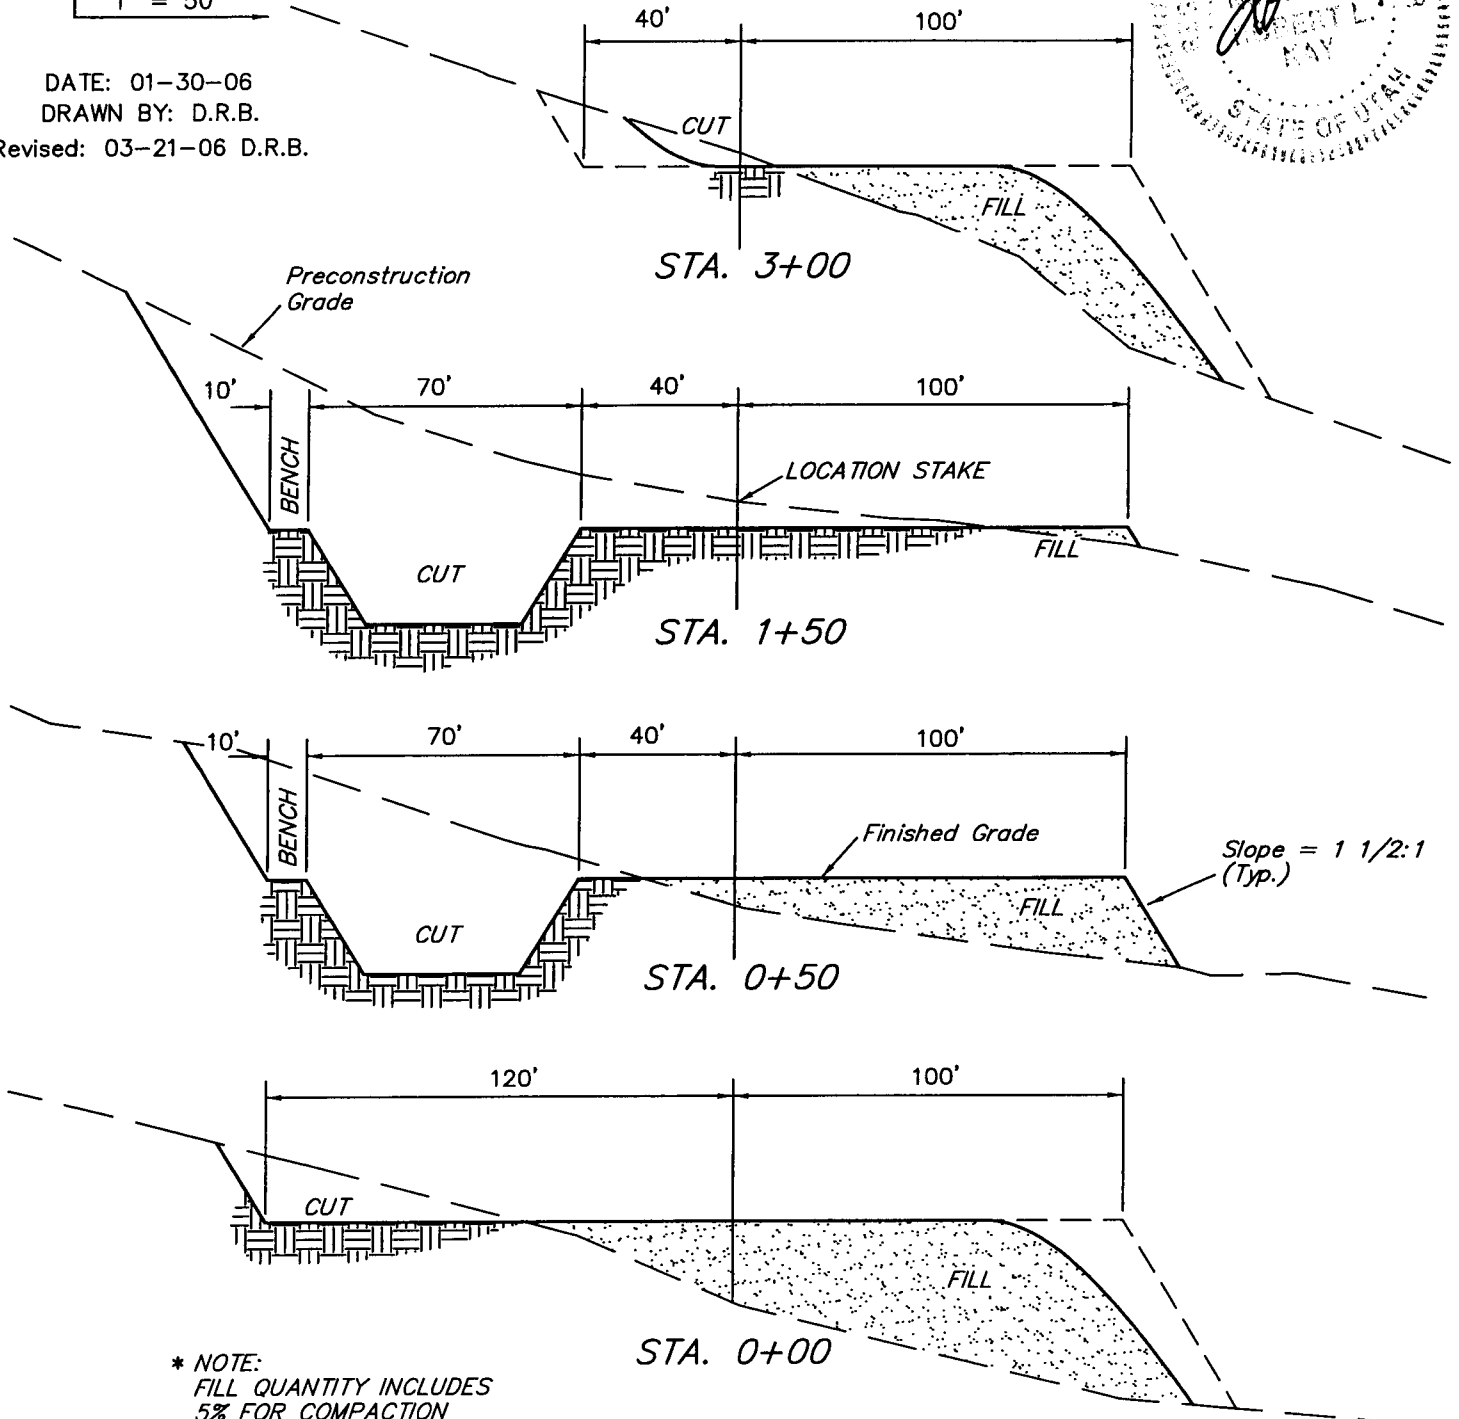 1" = 50'
DATE: 01-30-06
DRAWN BY: D.R.B.
Revised: 03-21-06 D.R.B.
STATE OF UTAH
40'
100'
CUT
FILL
STA. 3+00
Preconstruction
Grade
10'
70'
40'
100'
BENCH
LOCATION STAKE
CUT
FILL
STA. 1+50
10'
70'
40'
100'
BENCH
Finished Grade
Slope = 1 1/2:1
(Typ.)
CUT
FILL
STA. 0+50
120'
100'
CUT
FILL
STA. 0+00
* NOTE:
FILL QUANTITY INCLUDES
5% FOR COMPACTION